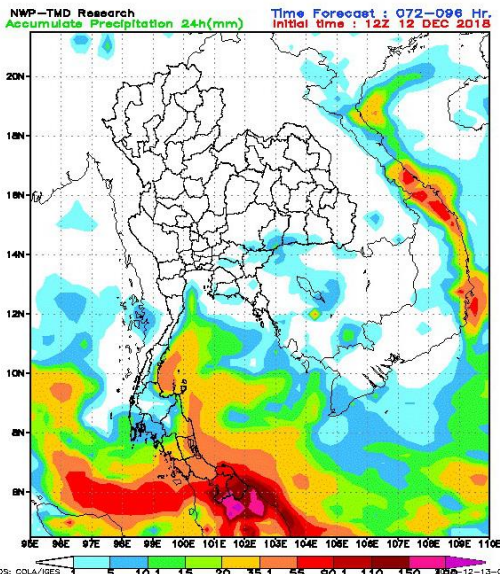 NWP-TMD Research
Time Forecast : 072-096 Hr.
Accumulate Precipitation 24h(mm)
Initial time : 12Z 12 DEC 2018
20N
18N
16N
14N
12N
10N
8N
6N
95E 96E 97E 98E 99E 100E 101E 102E 103E 104E 105E 106E 107E 108E 109E 110E
COLA/IGES
1 5 10.1 15 20 35.1 55 90.1